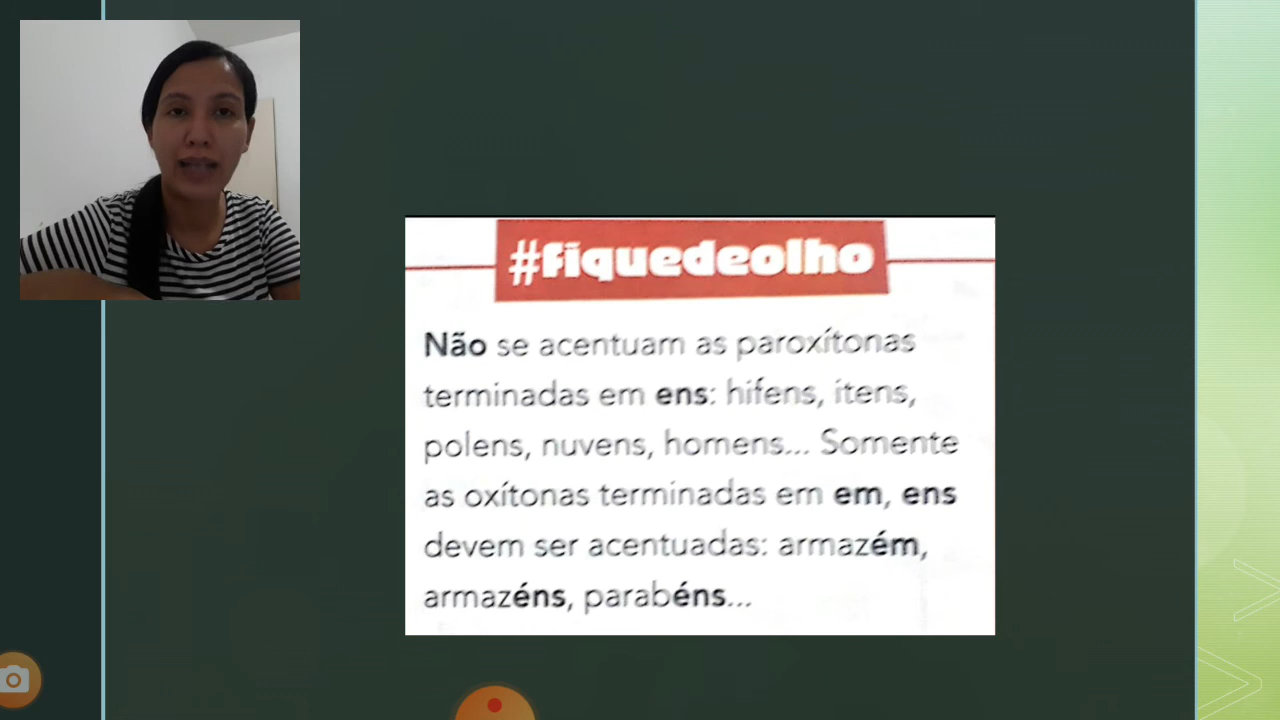 #fiquedeolho
Não se acentuam as paroxítonas
terminadas em ens: hifens, itens,
polens, nuvens, homens... Somente
as oxítonas terminadas em em, ens
devem ser acentuadas: armazém,
armazéns, parabéns...